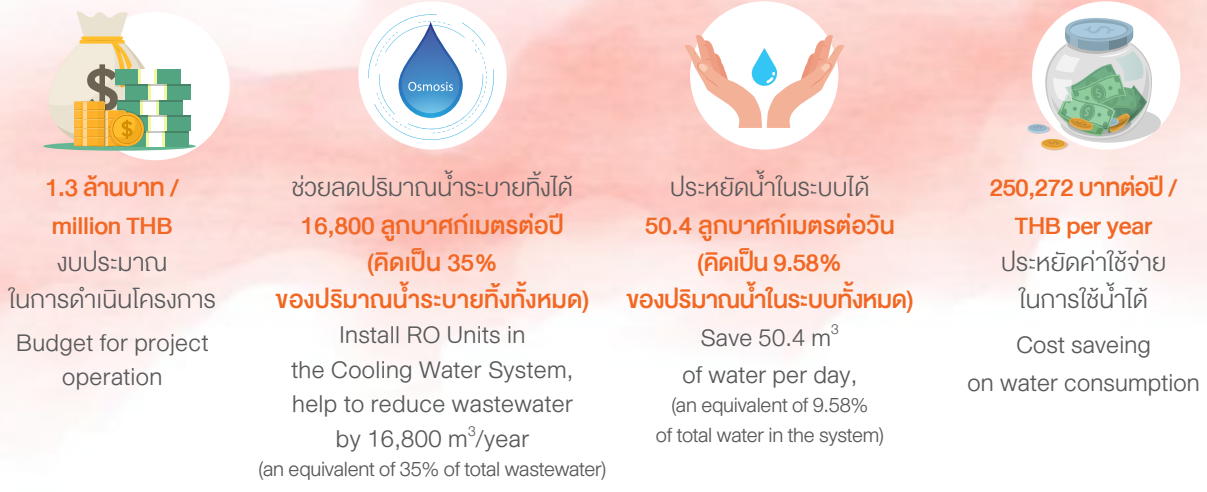 $
$
1.3 ล้านบาท /
million THB
งบประมาณ
ในการดำเนินโครงการ
Budget for project
operation
Osmosis
ช่วยลดปริมาณน้ำระบายทิ้งได้
16,800 ลูกบาศก์เมตรต่อปี
(คิดเป็น 35%
ของปริมาณน้ำระบายทิ้งทั้งหมด)
Install RO Units in
the Cooling Water System,
help to reduce wastewater
by 16,800 m³/year
(an equivalent of 35% of total wastewater)
ประหยัดน้ำในระบบได้
50.4 ลูกบาศก์เมตรต่อวัน
(คิดเป็น 9.58%
ของปริมาณน้ำในระบบทั้งหมด)
Save 50.4 m³
of water per day,
(an equivalent of 9.58%
of total water in the system)
250,272 บาทต่อปี /
THB per year
ประหยัดค่าใช้จ่าย
ในการใช้น้ำได้
Cost saveing
on water consumption